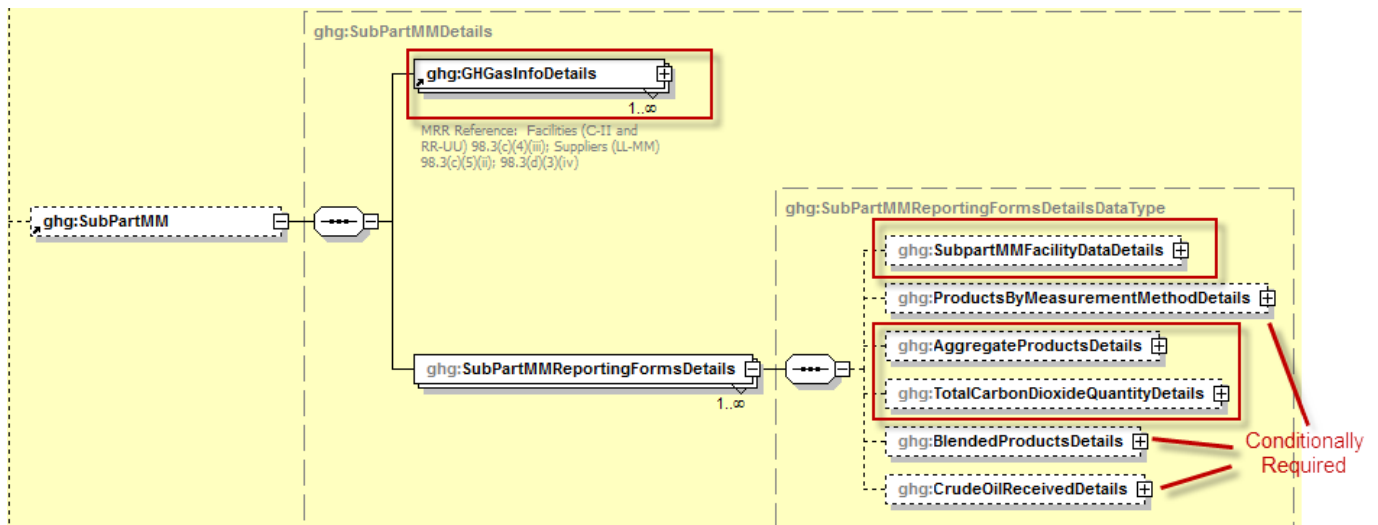 ghg:SubPartMMDetails
ghg:GHGasInfoDetails
1..∞
MRR Reference: Facilities (C-II and
RR-UU) 98.3(c)(4)(iii); Suppliers (LL-MM)
98.3(c)(5)(ii); 98.3(d)(3)(iv)
ghg:SubPartMM
ghg:SubPartMMReportingFormsDetails
1..∞
ghg:SubPartMMReportingFormsDetailsDataType
ghg:SubpartMMFacilityDataDetails
ghg:ProductsByMeasurementMethodDetails
ghg:AggregateProductsDetails
ghg:TotalCarbonDioxideQuantityDetails
ghg:BlendedProductsDetails
ghg:CrudeOilReceivedDetails
Conditionally
Required